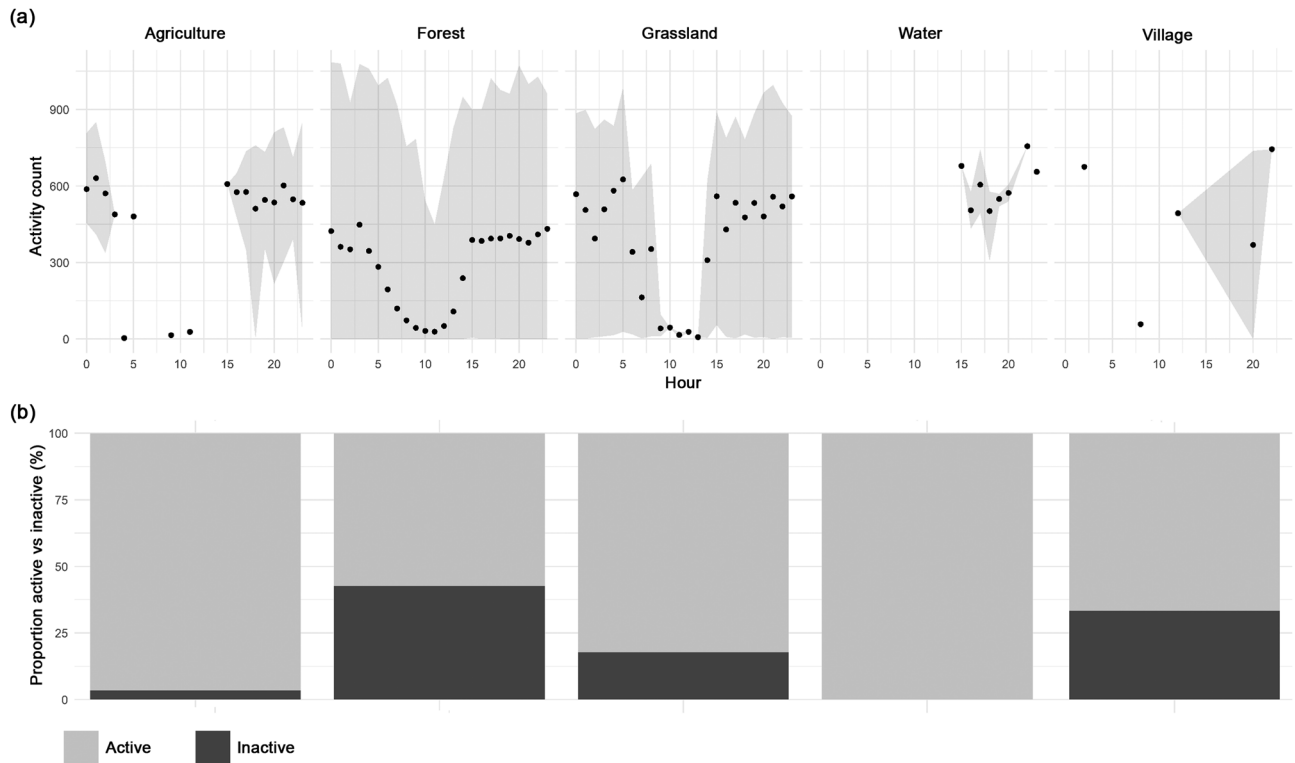 (a)
Agriculture Forest Grassland Water Village
Activity count
900
600
300
0
0 5 10 15 20 0 5 10 15 20 0 5 10 15 20 0 5 10 15 20 0 5 10 15 20
Hour
(b)
Proportion active vs inactive (%)
100
75
50
25
0
Active Inactive